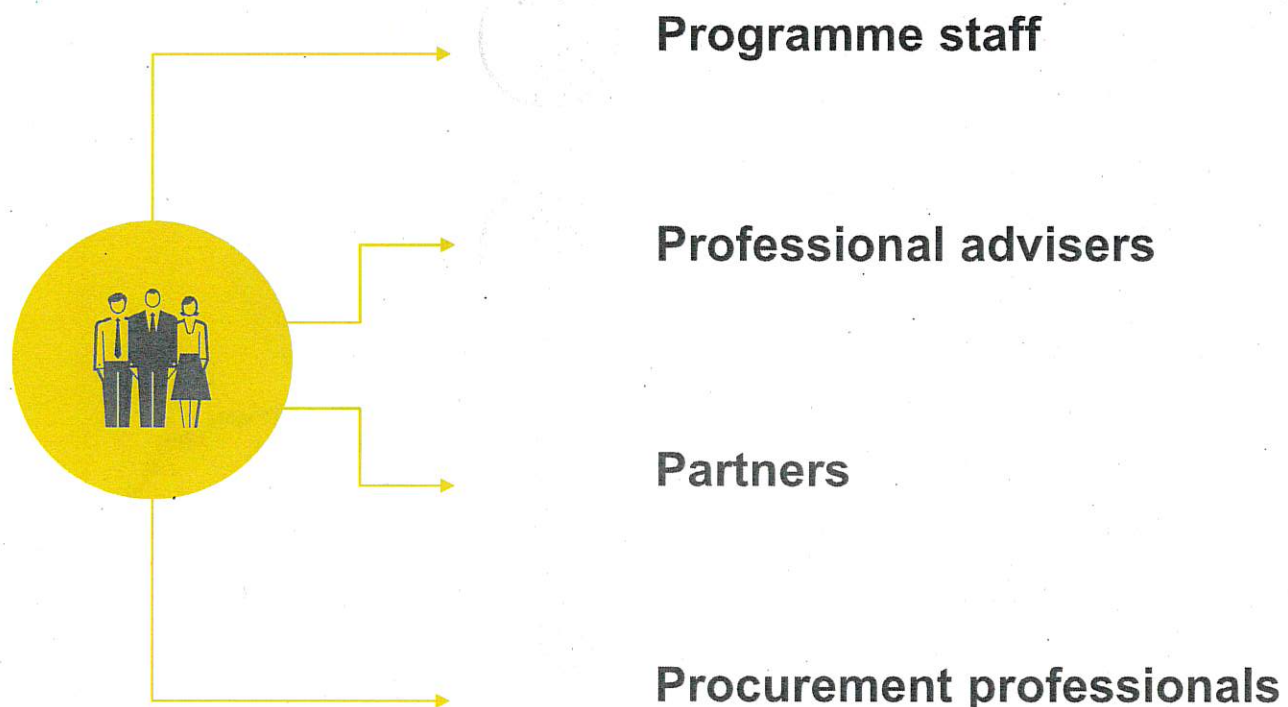 Programme staff
Professional advisers
Partners
Procurement professionals